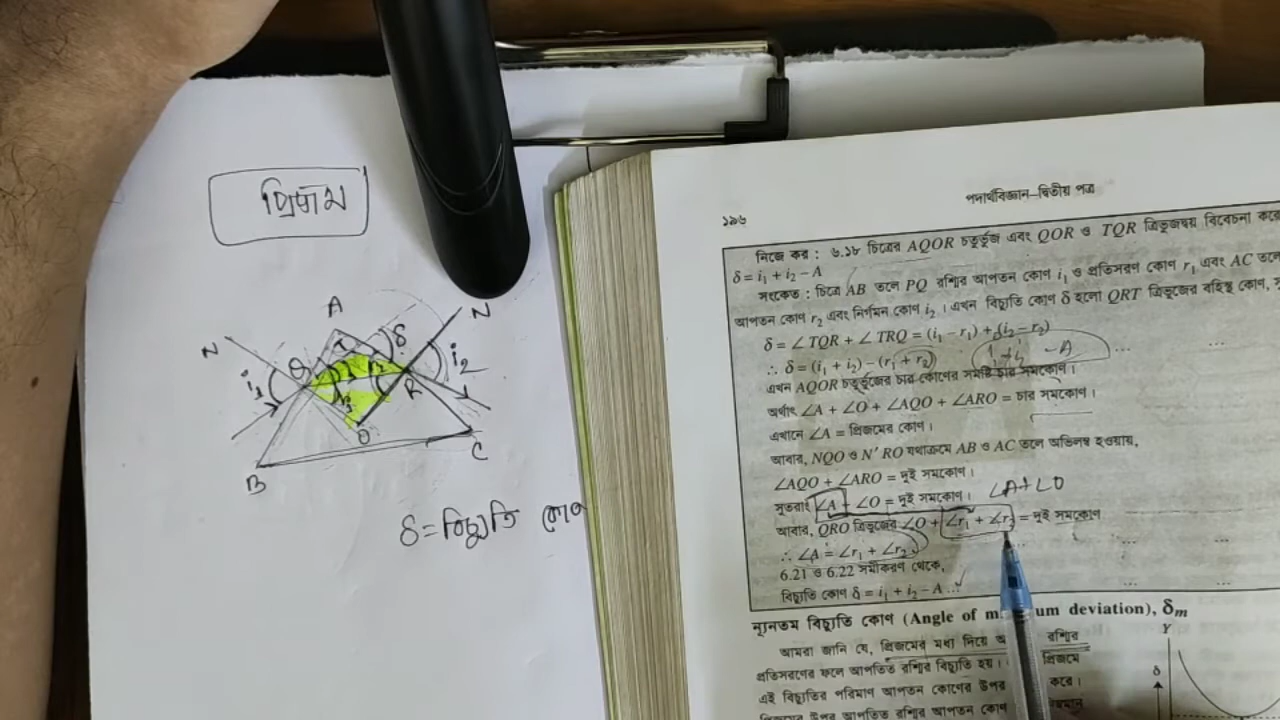 প্রিজম
A
N
N
δ
Q
i₁
r₂
i₂
r₁
R
O
B
C
δ = বিচ্যুতি কোণ
১৯৬
পদার্থবিজ্ঞান–দ্বিতীয় পত্র
নিজে কর : ৬.১৮ চিত্রের AQOR চতুর্ভুজ এবং QOR ও TQR ত্রিভুজদ্বয় বিবেচনা করে
δ = i₁ + i₂ – A
সংকেত : চিত্রে AB তলে PQ রশ্মির আপতন কোণ i₁ ও প্রতিসরণ কোণ r₁ এবং AC তলে
আপতন কোণ r₂ এবং নির্গমন কোণ i₂ । এখন বিচ্যুতি কোণ δ হলো QRT ত্রিভুজের বহিস্থ কোণ,
δ = ∠TQR + ∠TRQ = (i₁ – r₁) + (i₂ – r₂)
∴ δ = (i₁ + i₂) – (r₁ + r₂) – A ...
এখন AQOR চতুর্ভুজের চার কোণের সমষ্টি চার সমকোণ।
অর্থাৎ ∠A + ∠O + ∠AQO + ∠ARO = চার সমকোণ।
এখানে ∠A = প্রিজমের কোণ।
আবার, NQO ও N′RO যথাক্রমে AB ও AC তলে অভিলম্ব হওয়ায়,
∠AQO + ∠ARO = দুই সমকোণ।
সুতরাং ∠A + ∠O = দুই সমকোণ। ∠A+∠O
আবার, QRO ত্রিভুজের ∠O + ∠r₁ + ∠r₂ = দুই সমকোণ
∴ ∠A = ∠r₁ + ∠r₂ ... ...
6.21 ও 6.22 সমীকরণ থেকে,
বিচ্যুতি কোণ δ = i₁ + i₂ – A ... ... ...
ন্যূনতম বিচ্যুতি কোণ (Angle of m um deviation), δₘ
আমরা জানি যে, প্রিজমের মধ্য দিয়ে রশ্মির
প্রতিসরণের ফলে আপতিত রশ্মির বিচ্যুতি হয়। প্রিজমে
এই বিচ্যুতির পরিমাণ আপতন কোণের উপর করে।
আপতিত রশ্মির আপতন কোণ
Y
δ